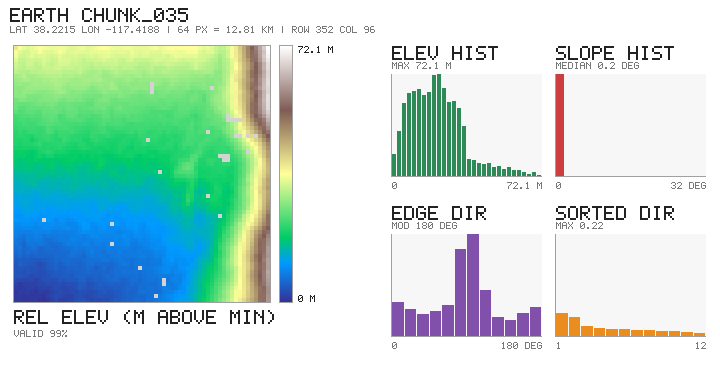 EARTH CHUNK_035
LAT 38.2215 LON -117.4188 | 64 PX = 12.81 KM | ROW 352 COL 96
72.1 M
0 M
REL ELEV (M ABOVE MIN)
VALID 99%
ELEV HIST
MAX 72.1 M
0 72.1 M
SLOPE HIST
MEDIAN 0.2 DEG
0 32 DEG
EDGE DIR
MOD 180 DEG
0 180 DEG
SORTED DIR
MAX 0.22
1 12